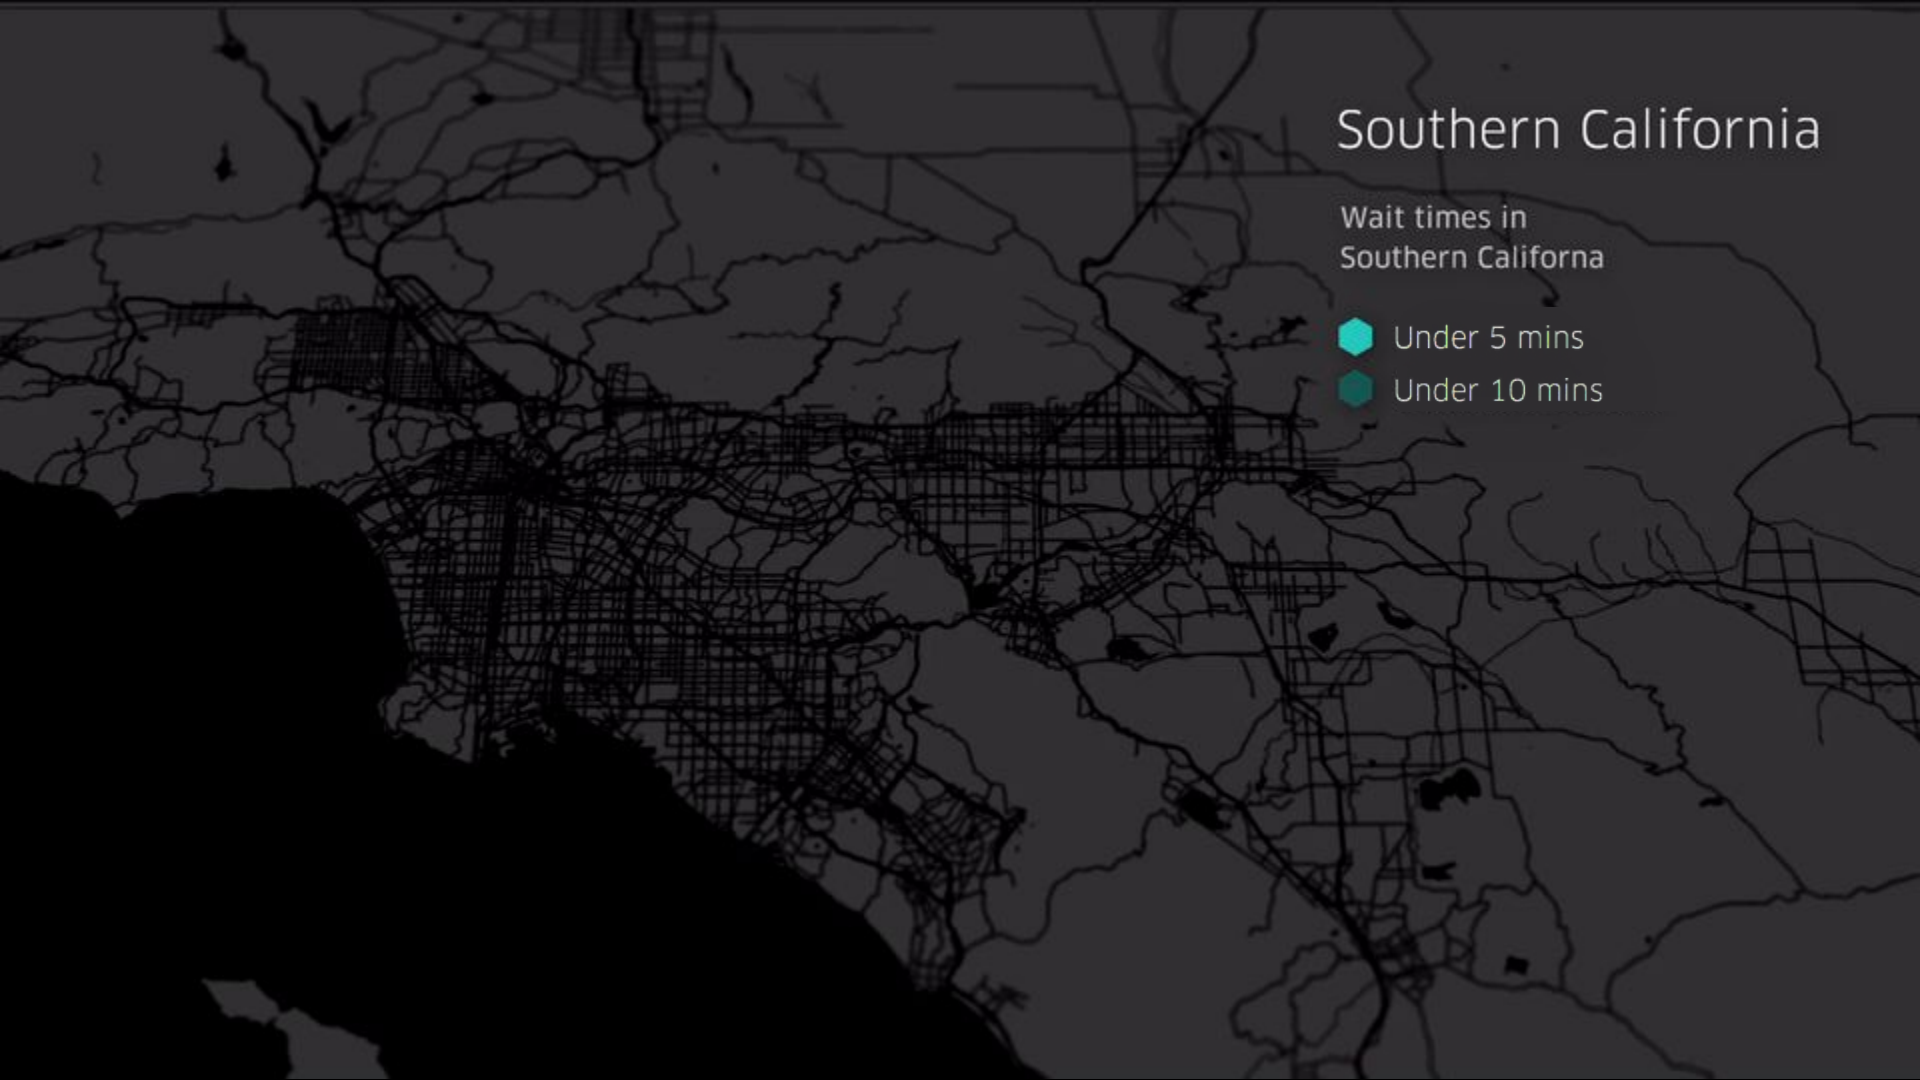 Southern California
Wait times in
Southern Californa
Under 5 mins
Under 10 mins